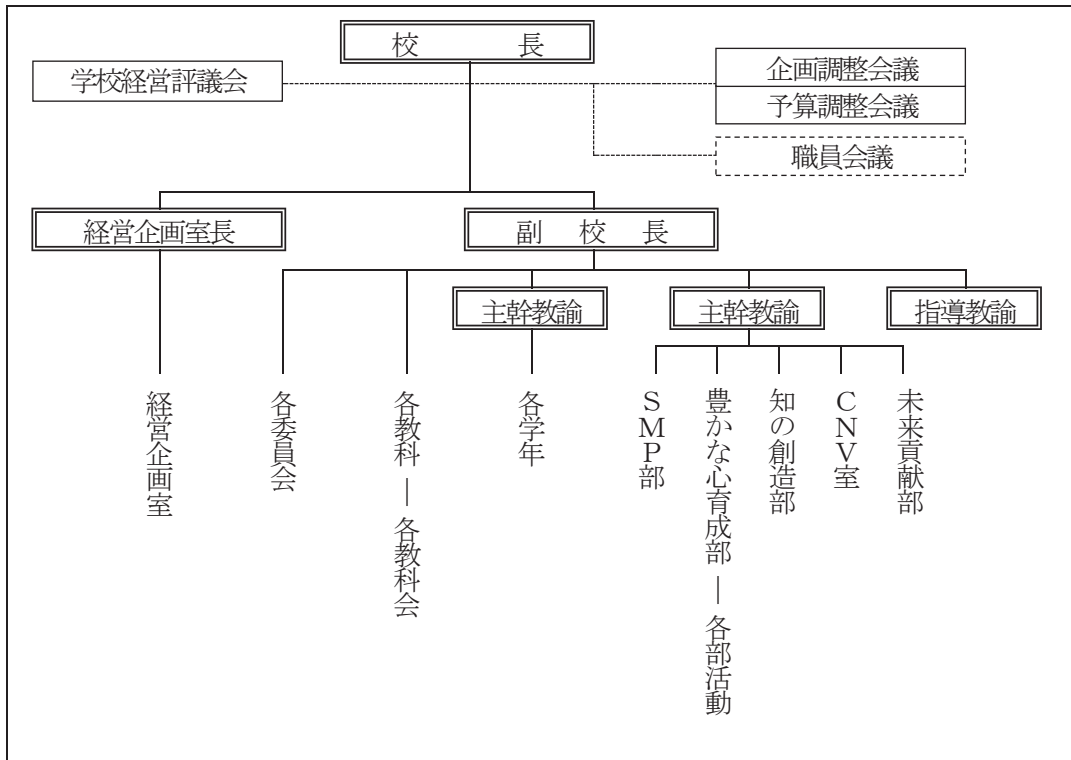 校長
学校経営評議会
企画調整会議
予算調整会議
職員会議
経営企画室長
副校長
主幹教諭
主幹教諭
指導教諭
経営企画室
各委員会
各教科―各教科会
各学年
SMP部
豊かな心育成部―各部活動
知の創造部
CNV室
未来貢献部